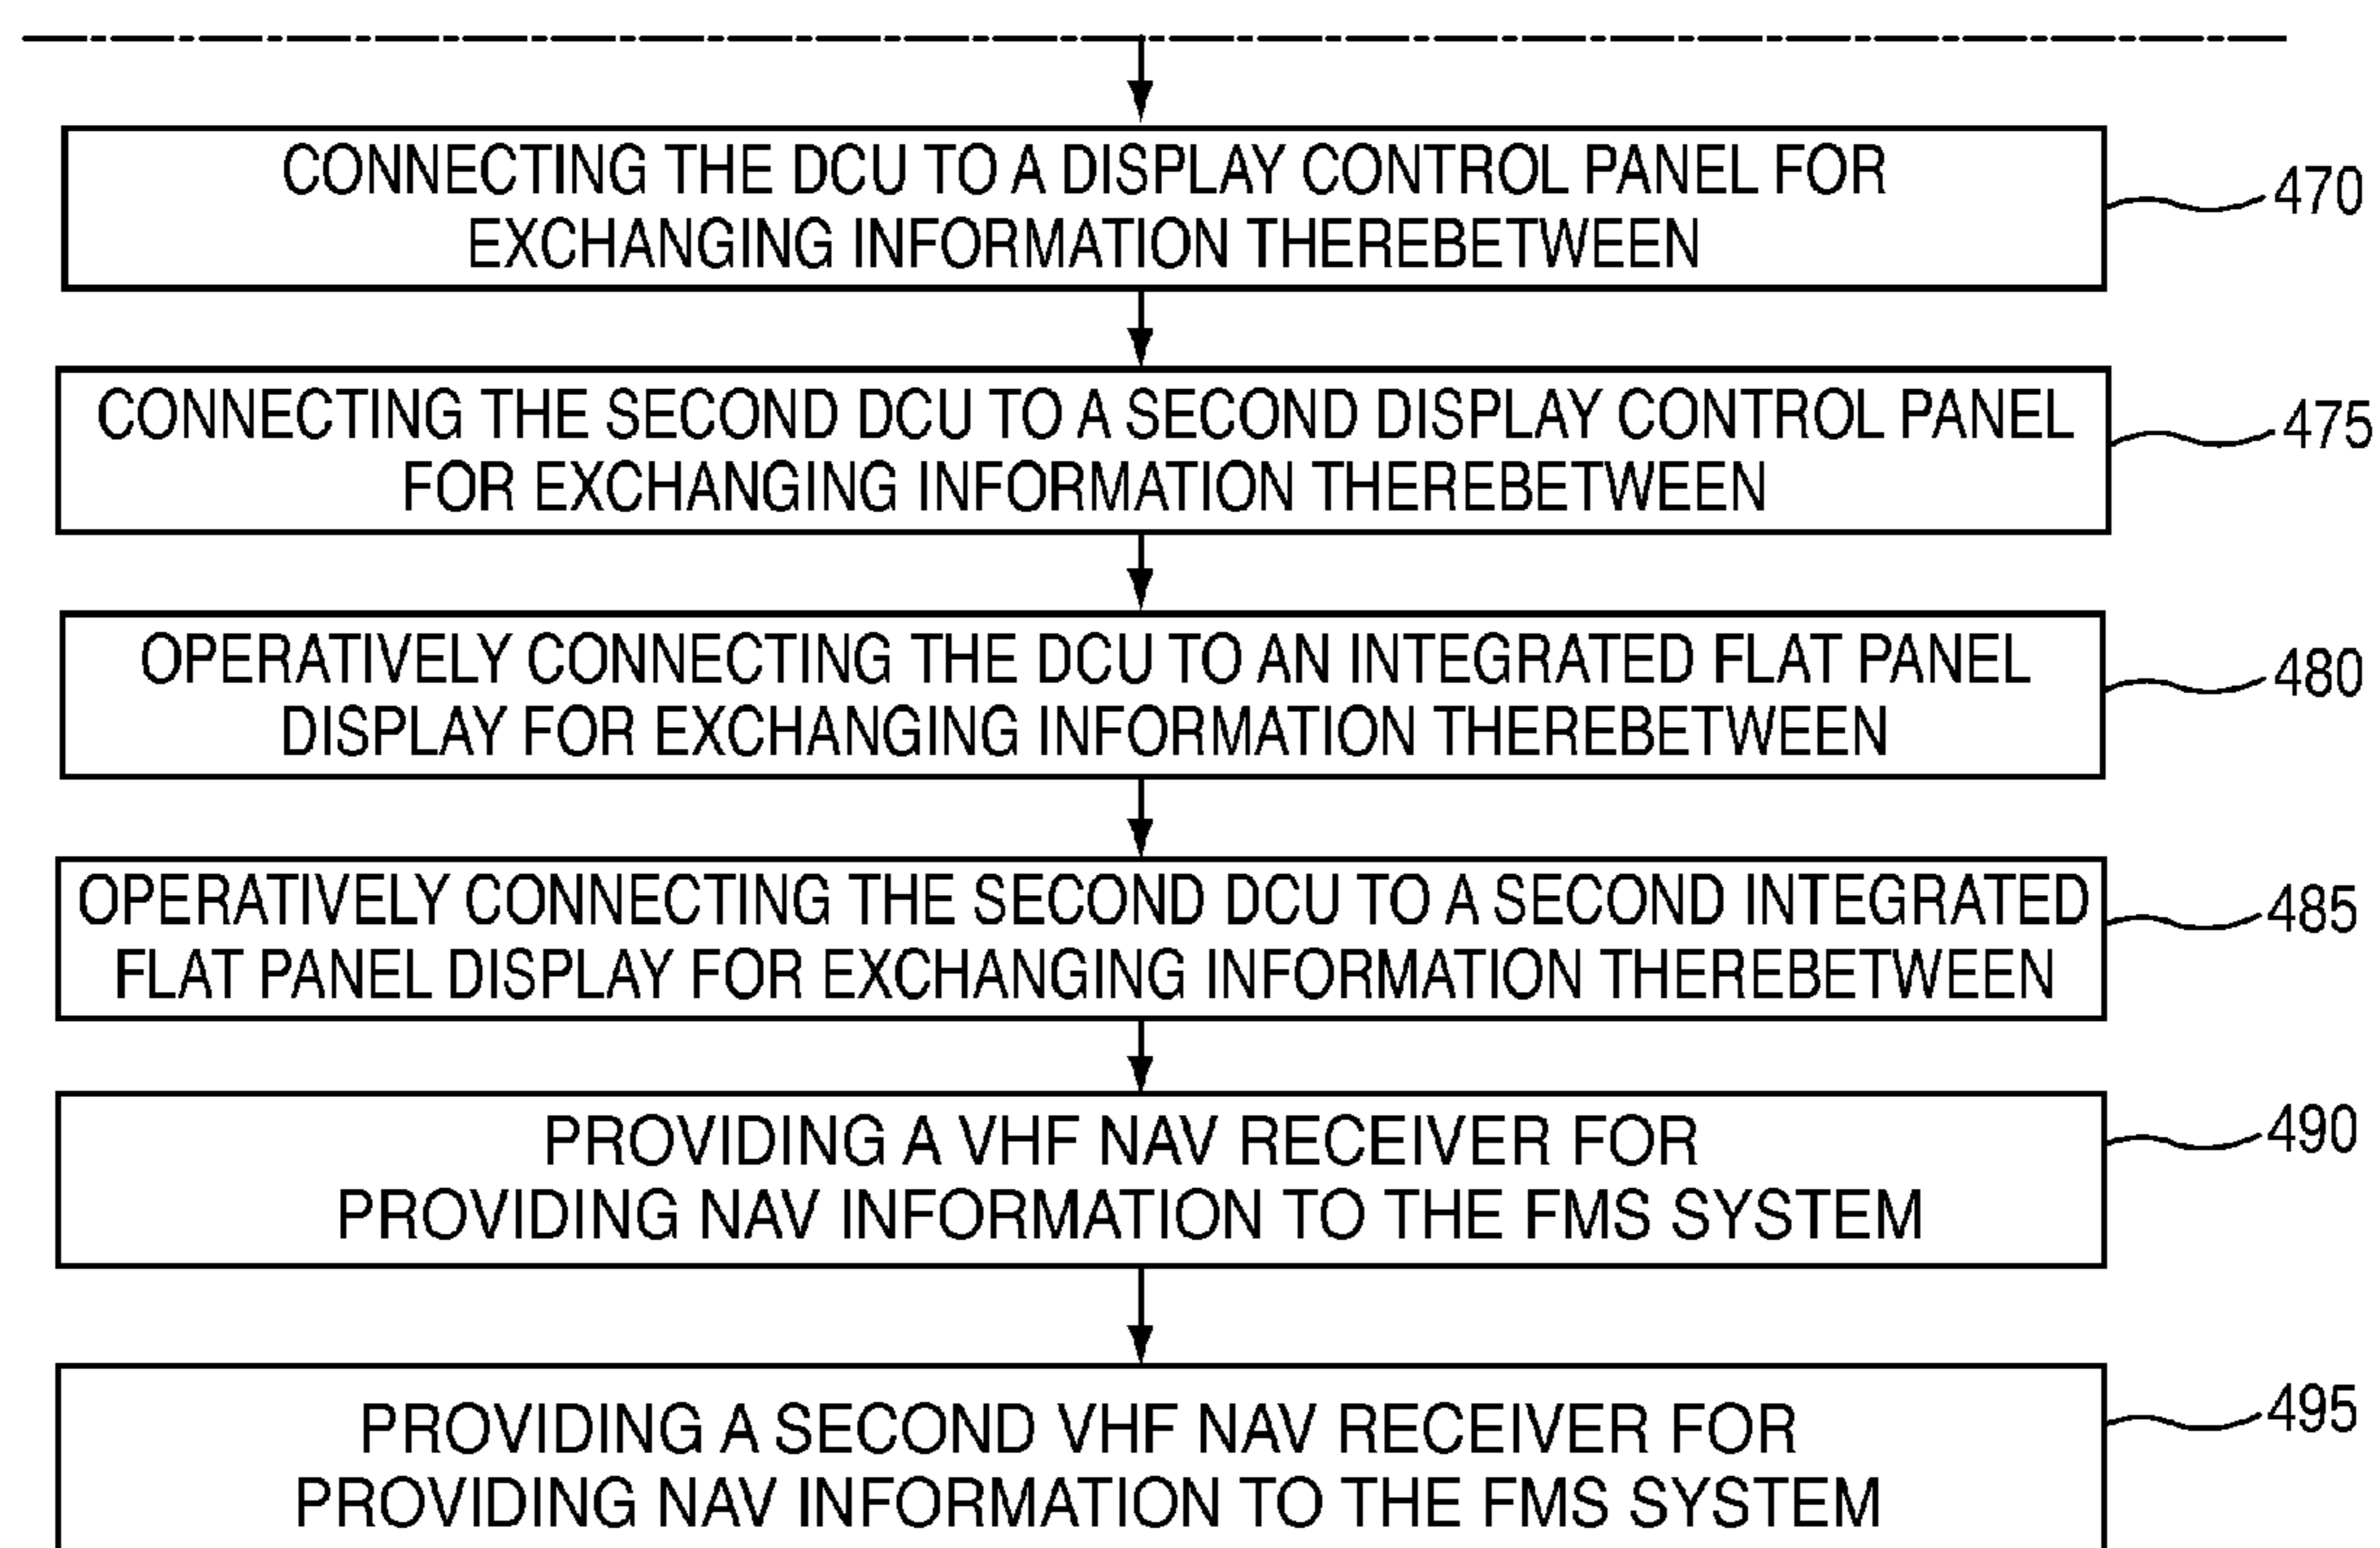 CONNECTING THE DCU TO A DISPLAY CONTROL PANEL FOR
EXCHANGING INFORMATION THEREBETWEEN
470
CONNECTING THE SECOND DCU TO A SECOND DISPLAY CONTROL PANEL
FOR EXCHANGING INFORMATION THEREBETWEEN
475
OPERATIVELY CONNECTING THE DCU TO AN INTEGRATED FLAT PANEL
DISPLAY FOR EXCHANGING INFORMATION THEREBETWEEN
480
OPERATIVELY CONNECTING THE SECOND DCU TO A SECOND INTEGRATED
FLAT PANEL DISPLAY FOR EXCHANGING INFORMATION THEREBETWEEN
485
PROVIDING A VHF NAV RECEIVER FOR
PROVIDING NAV INFORMATION TO THE FMS SYSTEM
490
PROVIDING A SECOND VHF NAV RECEIVER FOR
PROVIDING NAV INFORMATION TO THE FMS SYSTEM
495